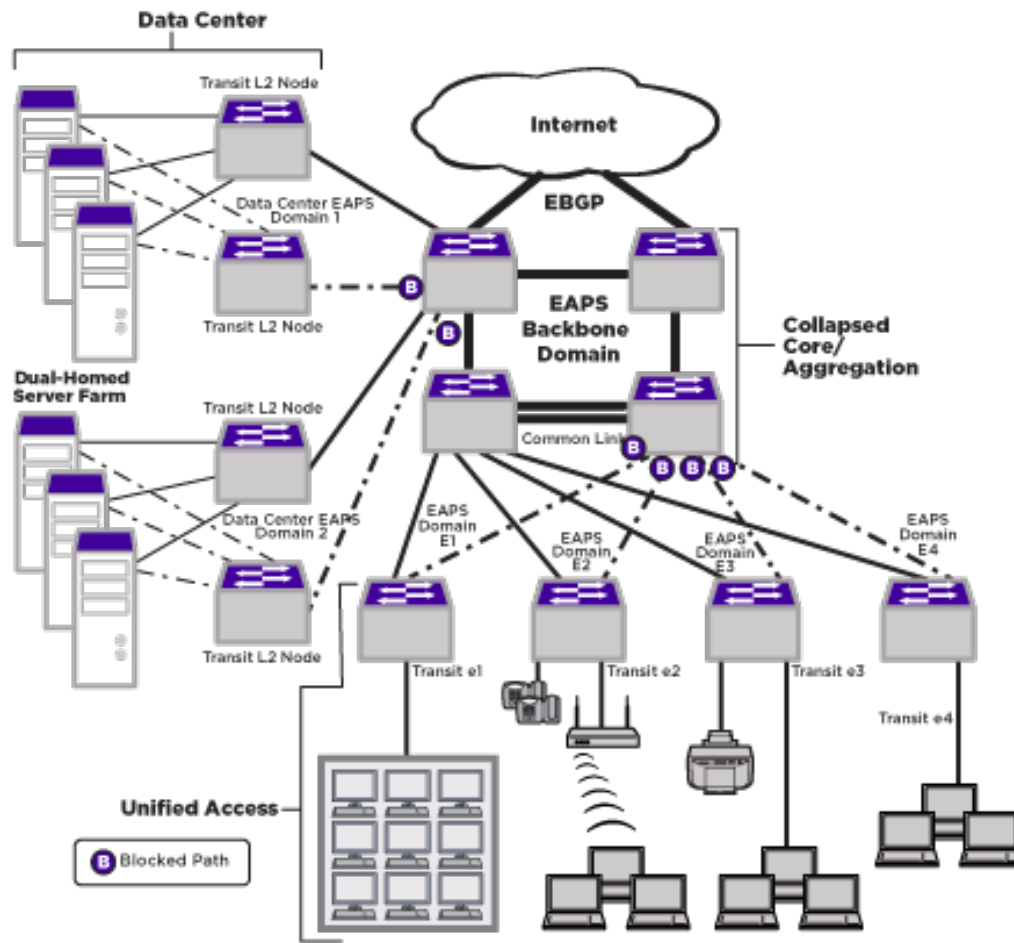 Data Center
Transit L2 Node
Internet
EBGP
Data Center EAPS
Domain 1
B
Transit L2 Node
B
EAPS
Backbone
Domain
Collapsed
Core/
Aggregation
Dual-Homed
Server Farm
Transit L2 Node
Common Link
B
B
B
B
Data Center EAPS
Domain 2
EAPS
Domain
E1
EAPS
Domain
E2
EAPS
Domain
E3
EAPS
Domain
E4
Transit L2 Node
Transit e1
Transit e2
Transit e3
Transit e4
Unified Access
B Blocked Path